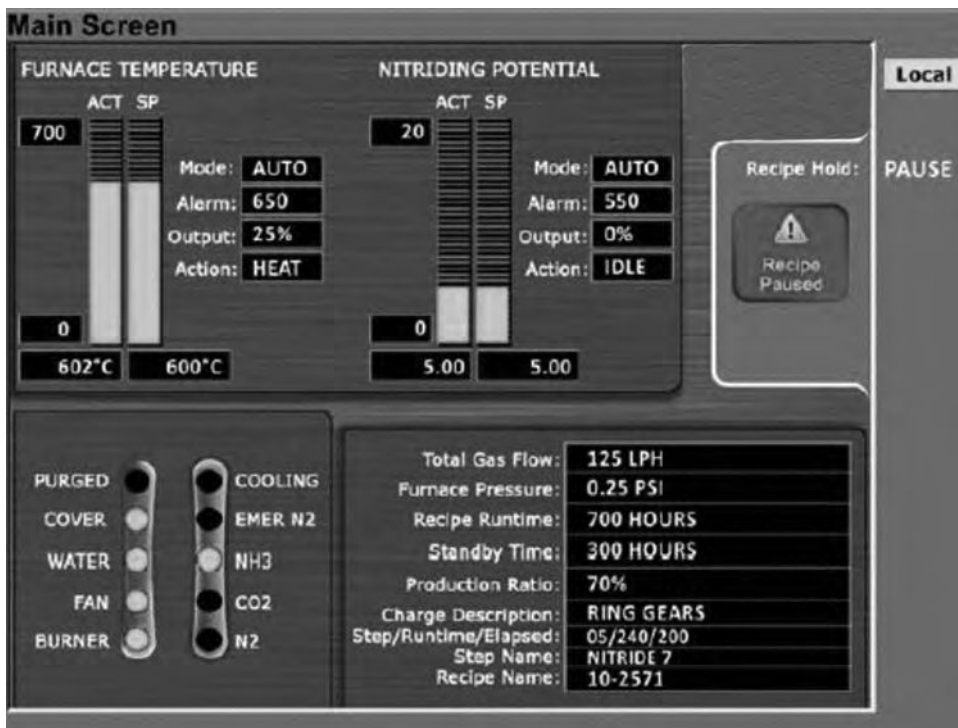 Main Screen
FURNACE TEMPERATURE
ACT SP
700
0
602°C 600°C
Mode: AUTO
Alarm: 650
Output: 25%
Action: HEAT
NITRIDING POTENTIAL
ACT SP
20
0
5.00 5.00
Mode: AUTO
Alarm: 550
Output: 0%
Action: IDLE
Local
Recipe Hold: PAUSE
Recipe
Paused
PURGED
COVER
WATER
FAN
BURNER
COOLING
EMER N2
NH3
CO2
N2
Total Gas Flow: 125 LPH
Furnace Pressure: 0.25 PSI
Recipe Runtime: 700 HOURS
Standby Time: 300 HOURS
Production Ratio: 70%
Charge Description: RING GEARS
Step/Runtime/Elapsed: 05/240/200
Step Name: NITRIDE 7
Recipe Name: 10-2571